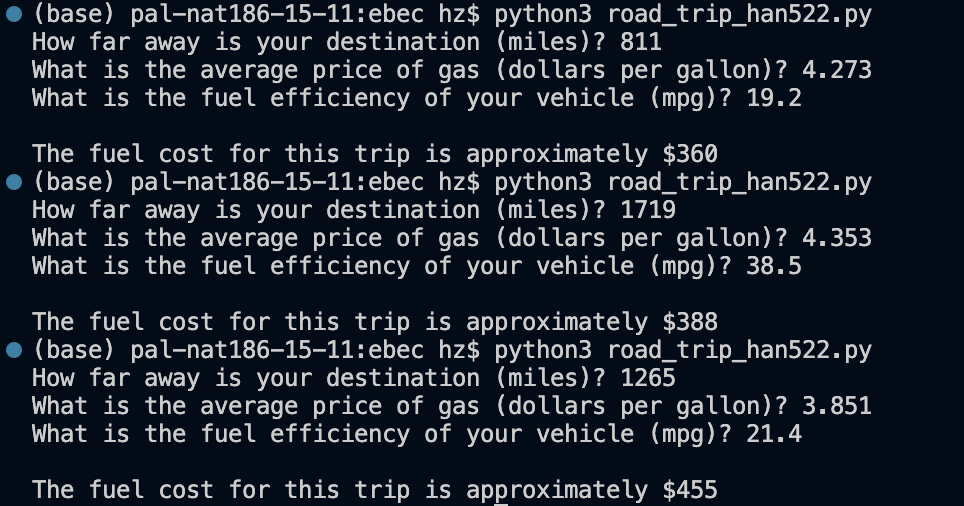 (base) pal-nat186-15-11:ebec hz$ python3 road_trip_han522.py
How far away is your destination (miles)? 811
What is the average price of gas (dollars per gallon)? 4.273
What is the fuel efficiency of your vehicle (mpg)? 19.2
The fuel cost for this trip is approximately $360
(base) pal-nat186-15-11:ebec hz$ python3 road_trip_han522.py
How far away is your destination (miles)? 1719
What is the average price of gas (dollars per gallon)? 4.353
What is the fuel efficiency of your vehicle (mpg)? 38.5
The fuel cost for this trip is approximately $388
(base) pal-nat186-15-11:ebec hz$ python3 road_trip_han522.py
How far away is your destination (miles)? 1265
What is the average price of gas (dollars per gallon)? 3.851
What is the fuel efficiency of your vehicle (mpg)? 21.4
The fuel cost for this trip is approximately $455